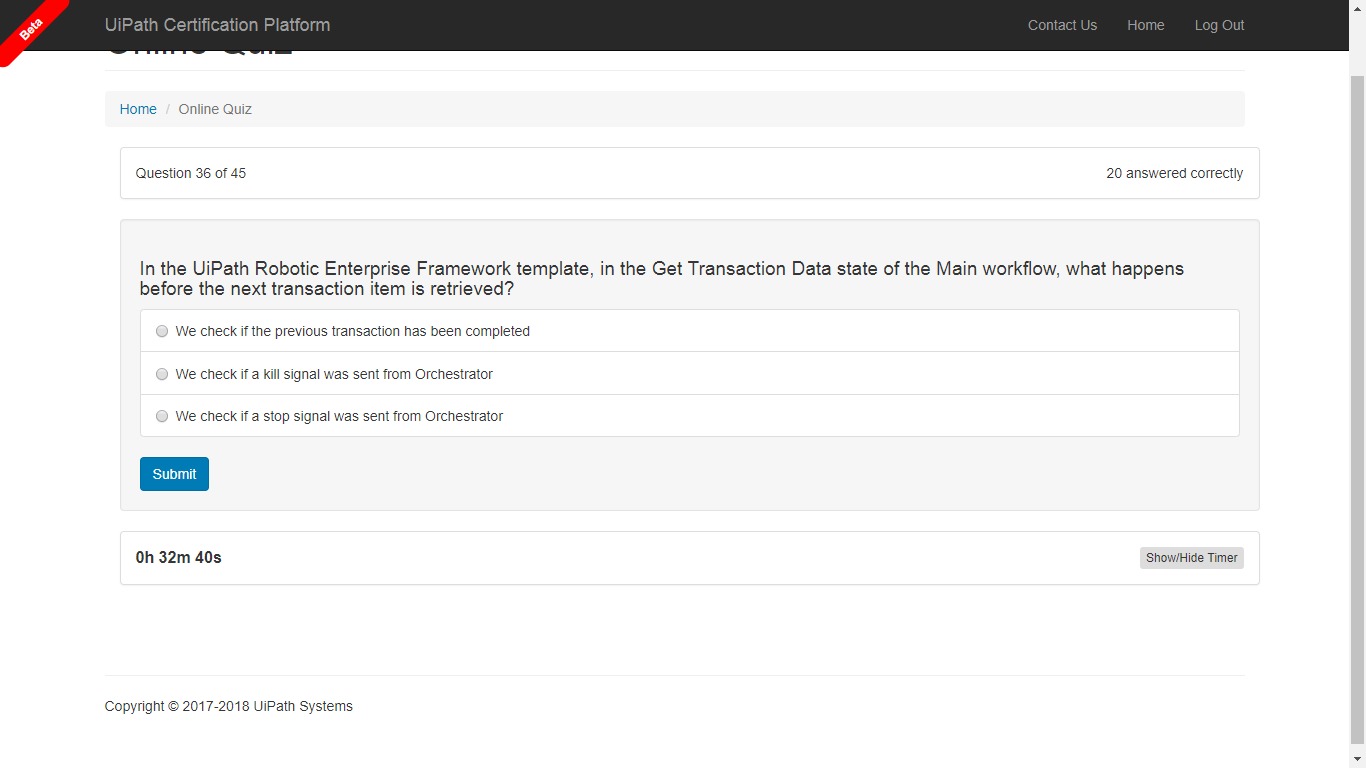 Beta
UiPath Certification Platform
Contact Us
Home
Log Out
Online Quiz
Home / Online Quiz
Question 36 of 45
20 answered correctly
In the UiPath Robotic Enterprise Framework template, in the Get Transaction Data state of the Main workflow, what happens
before the next transaction item is retrieved?
We check if the previous transaction has been completed
We check if a kill signal was sent from Orchestrator
We check if a stop signal was sent from Orchestrator
Submit
0h 32m 40s
Show/Hide Timer
Copyright © 2017-2018 UiPath Systems